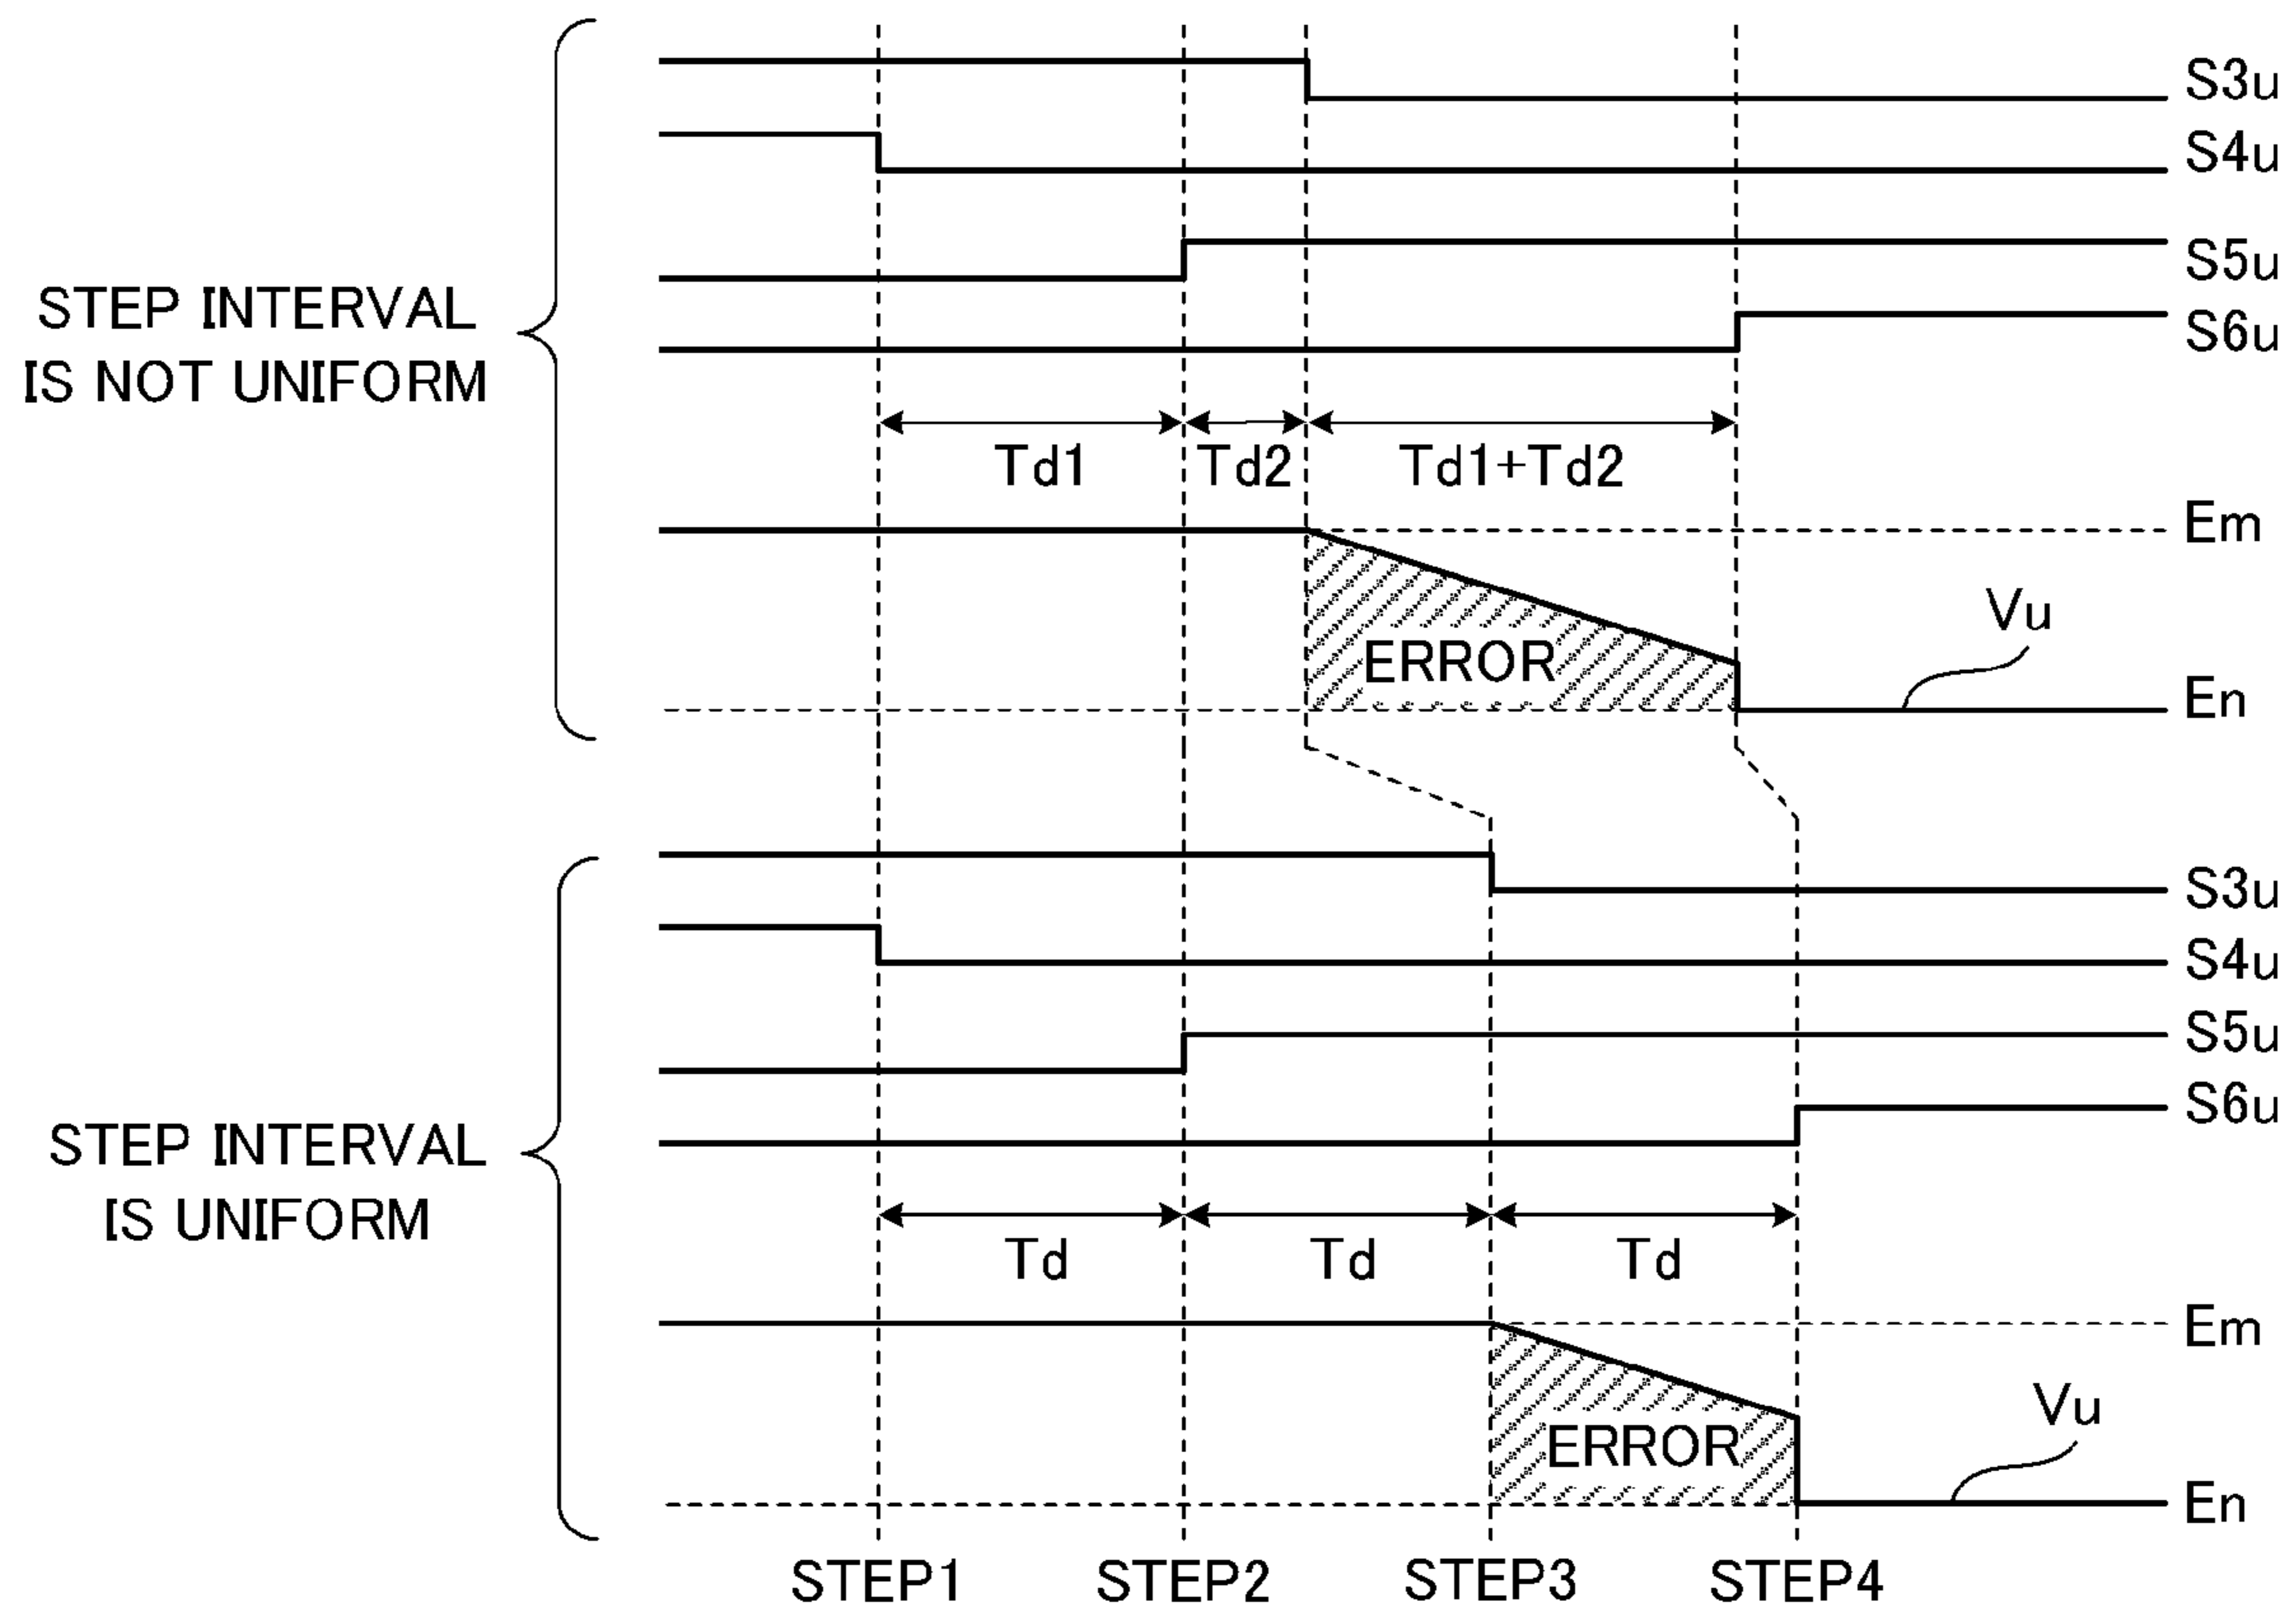 S3u
S4u
S5u
S6u
STEP INTERVAL
IS NOT UNIFORM
Td1 Td2 Td1+Td2
Em
Vu
ERROR
En
S3u
S4u
S5u
S6u
STEP INTERVAL
IS UNIFORM
Td Td Td
Em
Vu
ERROR
En
STEP1 STEP2 STEP3 STEP4